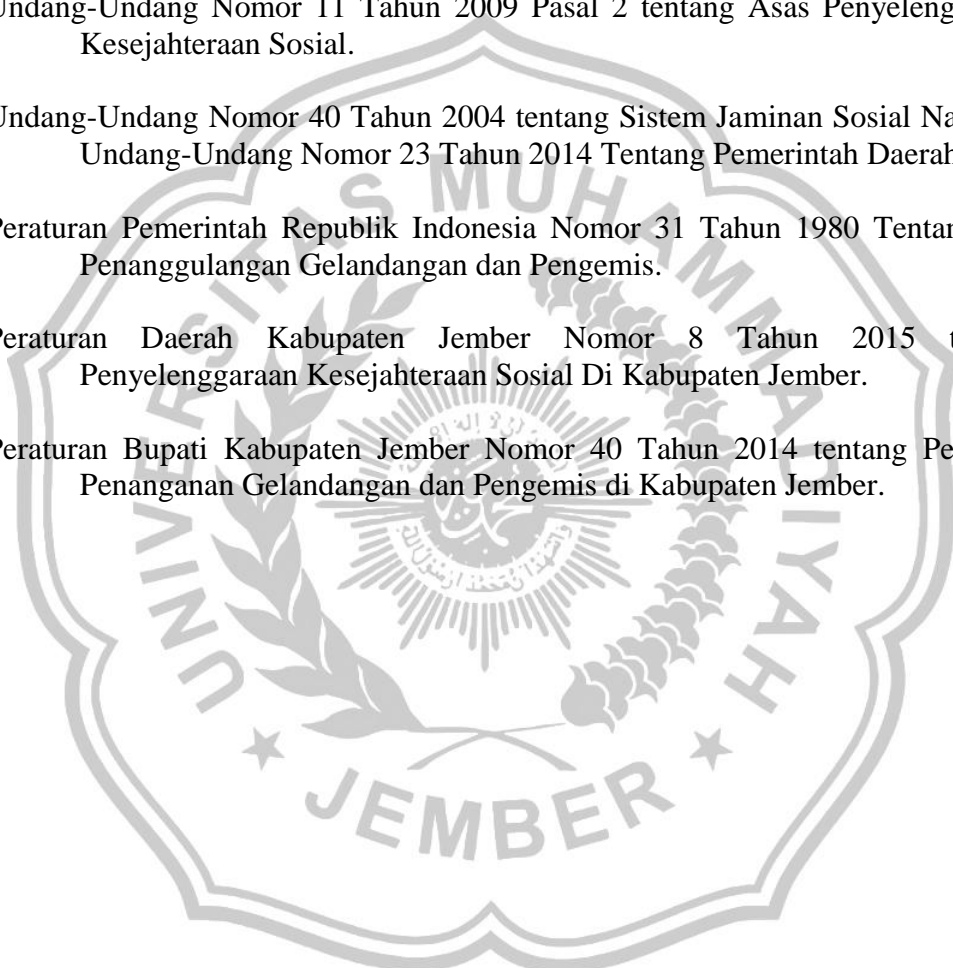 Undang-Undang Nomor 11 Tahun 2009 Pasal 2 tentang Asas Penyeleng
Kesejahteraan Sosial.
Undang-Undang Nomor 40 Tahun 2004 tentang Sistem Jaminan Sosial Na
Undang-Undang Nomor 23 Tahun 2014 Tentang Pemerintah Daerah
Peraturan Pemerintah Republik Indonesia Nomor 31 Tahun 1980 Tentan
Penanggulangan Gelandangan dan Pengemis.
Peraturan Daerah Kabupaten Jember Nomor 8 Tahun 2015 t
Penyelenggaraan Kesejahteraan Sosial Di Kabupaten Jember.
Peraturan Bupati Kabupaten Jember Nomor 40 Tahun 2014 tentang Pe
Penanganan Gelandangan dan Pengemis di Kabupaten Jember.
UNIVERSITAS MUHAMMADIYAH
JEMBER